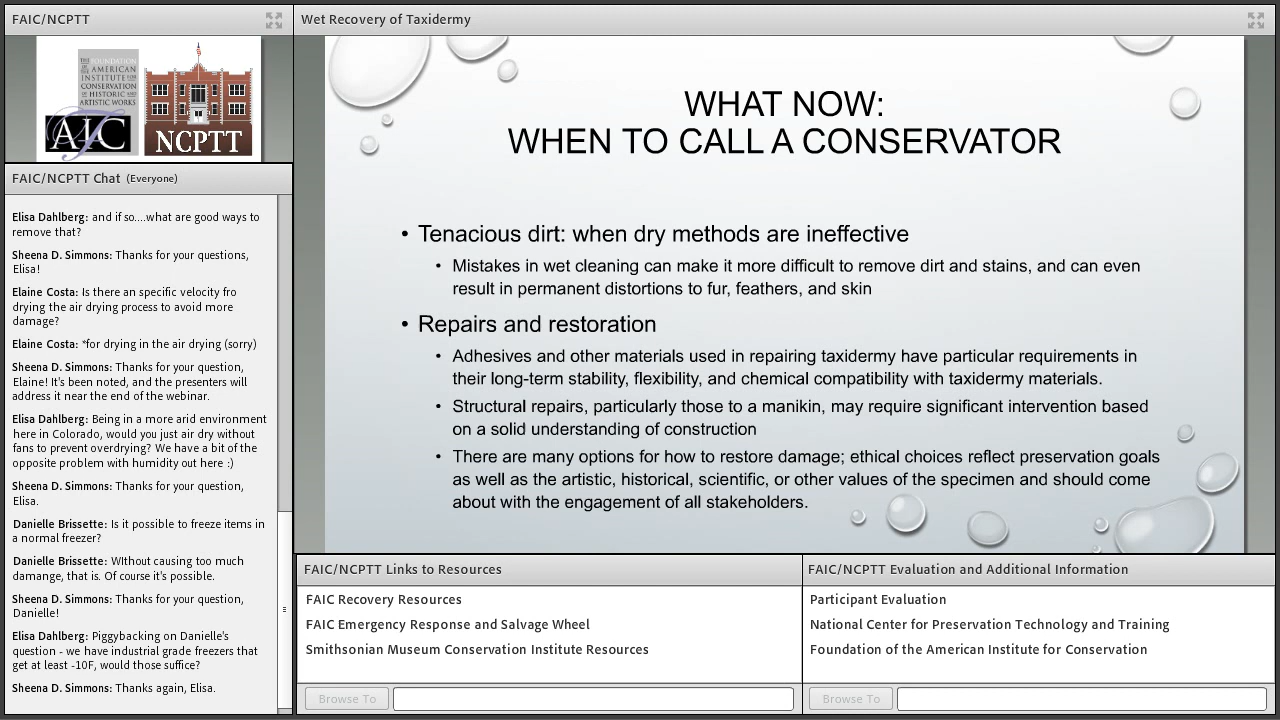 FAIC/NCPTT
THE FOUNDATION
OF THE
AMERICAN
INSTITUTE FOR
CONSERVATION
OF HISTORIC AND
ARTISTIC WORKS
AIC
NCPTT
FAIC/NCPTT Chat (Everyone)
Elisa Dahlberg: and if so....what are good ways to
remove that?
Sheena D. Simmons: Thanks for your questions,
Elisa!
Elaine Costa: Is there an specific velocity fro
drying the air drying process to avoid more
damage?
Elaine Costa: *for drying in the air drying (sorry)
Sheena D. Simmons: Thanks for your question,
Elaine! It's been noted, and the presenters will
address it near the end of the webinar.
Elisa Dahlberg: Being in a more arid environment
here in Colorado, would you just air dry without
fans to prevent overdrying? We have a bit of the
opposite problem with humidity out here :)
Sheena D. Simmons: Thanks for your question,
Elisa.
Danielle Brissette: Is it possible to freeze items in
a normal freezer?
Danielle Brissette: WIthout causing too much
damange, that is. Of course it's possible.
Sheena D. Simmons: Thanks for your question,
Danielle!
Elisa Dahlberg: Piggybacking on Danielle's
question - we have industrial grade freezers that
get at least -10F, would those suffice?
Sheena D. Simmons: Thanks again, Elisa.
Wet Recovery of Taxidermy
WHAT NOW:
WHEN TO CALL A CONSERVATOR
• Tenacious dirt: when dry methods are ineffective
• Mistakes in wet cleaning can make it more difficult to remove dirt and stains, and can even
result in permanent distortions to fur, feathers, and skin
• Repairs and restoration
• Adhesives and other materials used in repairing taxidermy have particular requirements in
their long-term stability, flexibility, and chemical compatibility with taxidermy materials.
• Structural repairs, particularly those to a manikin, may require significant intervention based
on a solid understanding of construction
• There are many options for how to restore damage; ethical choices reflect preservation goals
as well as the artistic, historical, scientific, or other values of the specimen and should come
about with the engagement of all stakeholders.
FAIC/NCPTT Links to Resources
FAIC Recovery Resources
FAIC Emergency Response and Salvage Wheel
Smithsonian Museum Conservation Institute Resources
Browse To
FAIC/NCPTT Evaluation and Additional Information
Participant Evaluation
National Center for Preservation Technology and Training
Foundation of the American Institute for Conservation
Browse To